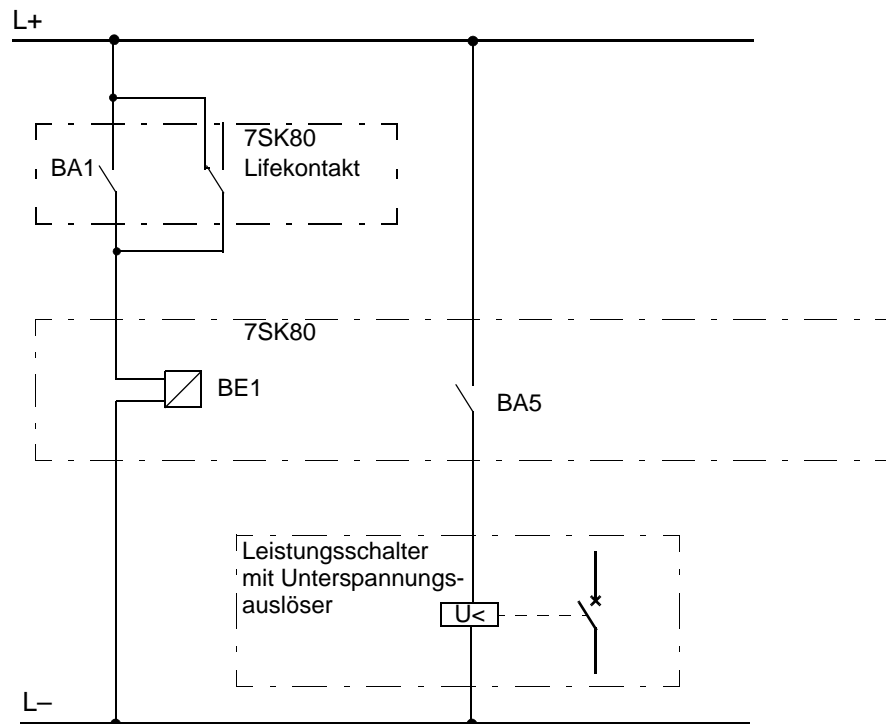 L+
7SK80
BA1
Lifekontakt
7SK80
BE1
BA5
Leistungsschalter
mit Unterspannungs-
auslöser
U<
L–